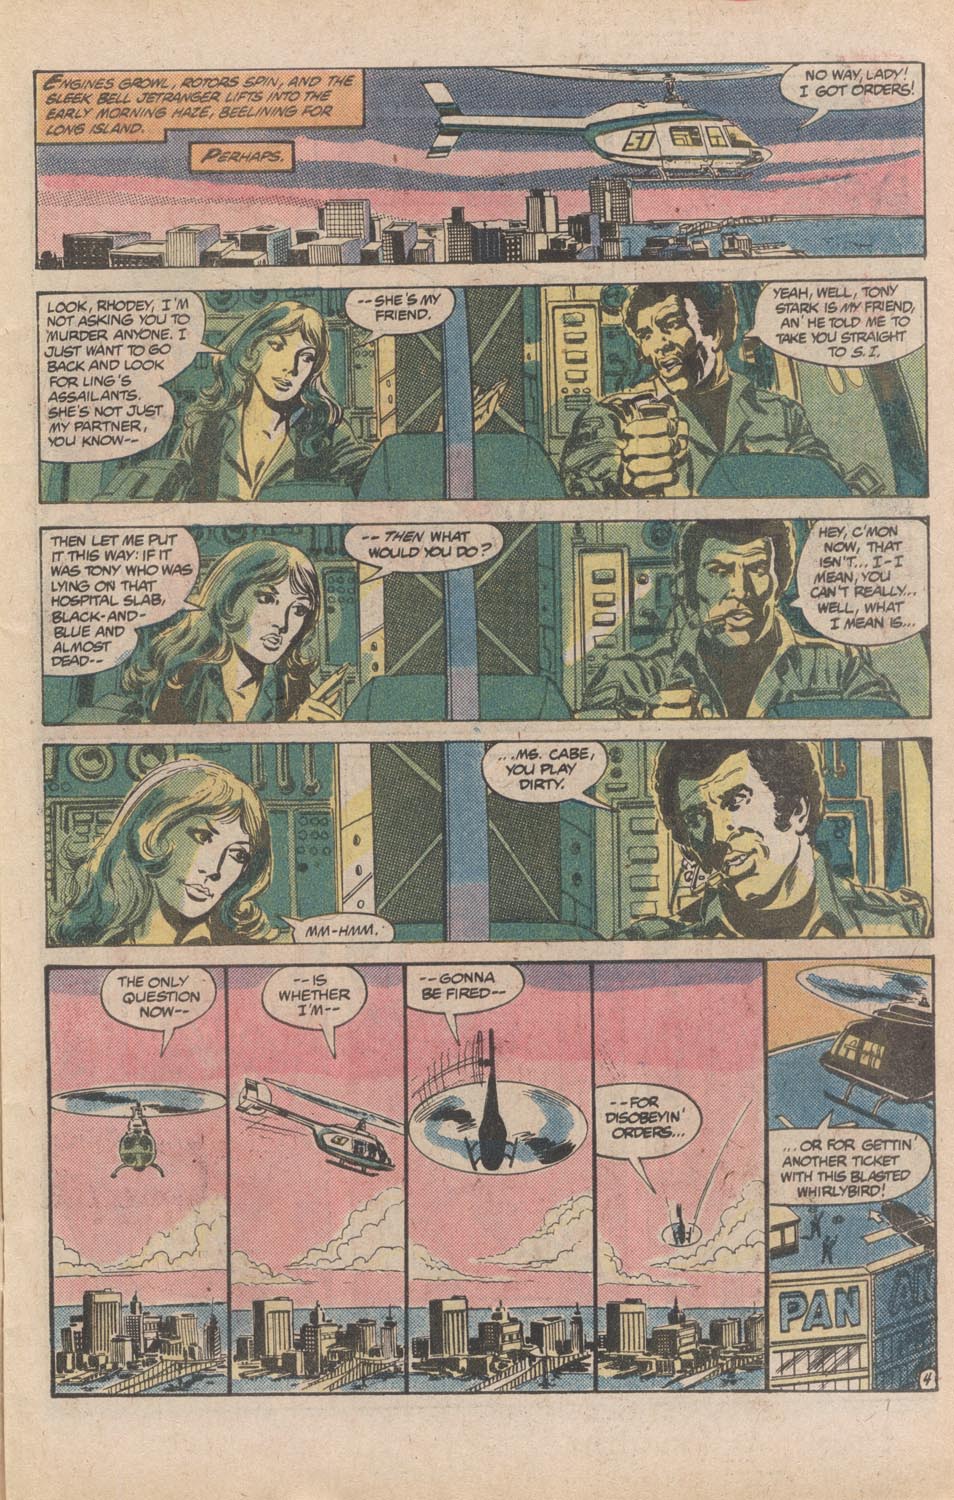 ENGINES GROWL, ROTORS SPIN, AND THE
SLEEK BELL JETRANGER LIFTS INTO THE
EARLY MORNING HAZE, BEELINING FOR
LONG ISLAND.
PERHAPS.
NO WAY, LADY!
I GOT ORDERS!
LOOK, RHODEY, I'M
NOT ASKING YOU TO
MURDER ANYONE. I
JUST WANT TO GO
BACK AND LOOK
FOR LING'S
ASSAILANTS.
SHE'S NOT JUST
MY PARTNER,
YOU KNOW--
--SHE'S MY
FRIEND.
YEAH, WELL, TONY
STARK IS MY FRIEND,
AN' HE TOLD ME TO
TAKE YOU STRAIGHT
TO S.I.
THEN LET ME PUT
IT THIS WAY: IF IT
WAS TONY WHO WAS
LYING ON THAT
HOSPITAL SLAB,
BLACK-AND-
BLUE AND
ALMOST
DEAD--
--THEN WHAT
WOULD YOU DO?
HEY, C'MON
NOW, THAT
ISN'T... I-I
MEAN, YOU
CAN'T REALLY...
WELL, WHAT
I MEAN IS...
...MS. CABE,
YOU PLAY
DIRTY.
MM-HMM.
THE ONLY
QUESTION
NOW--
--IS
WHETHER
I'M--
--GONNA
BE FIRED--
--FOR
DISOBEYIN'
ORDERS...
...OR FOR GETTIN'
ANOTHER TICKET
WITH THIS BLASTED
WHIRLYBIRD!
PAN
AN
4